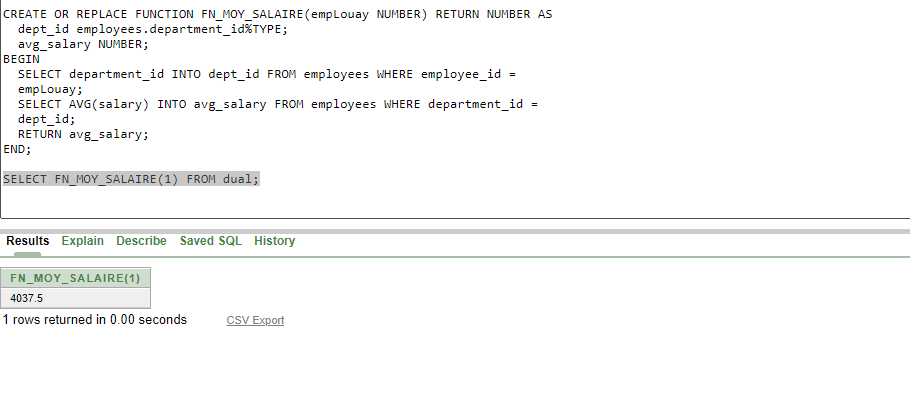 CREATE OR REPLACE FUNCTION FN_MOY_SALAIRE(empLouay NUMBER) RETURN NUMBER AS
dept_id employees.department_id%TYPE;
avg_salary NUMBER;
BEGIN
SELECT department_id INTO dept_id FROM employees WHERE employee_id =
empLouay;
SELECT AVG(salary) INTO avg_salary FROM employees WHERE department_id =
dept_id;
RETURN avg_salary;
END;
SELECT FN_MOY_SALAIRE(1) FROM dual;
Results Explain Describe Saved SQL History
FN_MOY_SALAIRE(1)
4037.5
1 rows returned in 0.00 seconds CSV Export